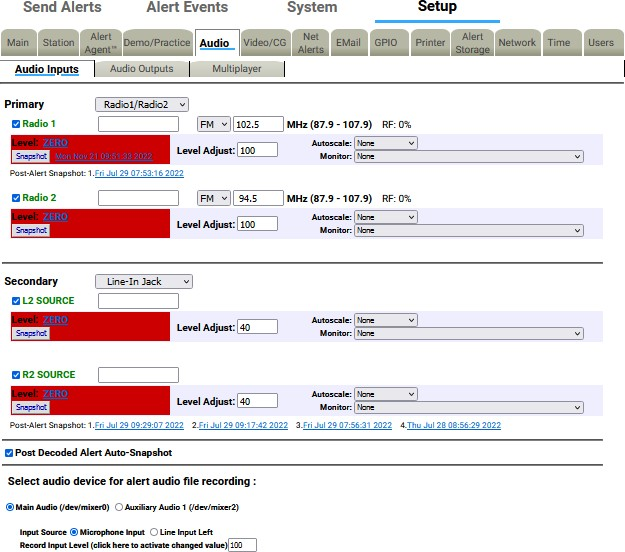 Send Alerts Alert Events System Setup
Main Station Alert Agent™ Demo/Practice Audio Video/CG Net Alerts EMail GPIO Printer Alert Storage Network Time Users
Audio Inputs Audio Outputs Multiplayer
Primary Radio1/Radio2
Radio 1 FM 102.5 MHz (87.9 - 107.9) RF: 0%
Level: ZERO Level Adjust: 100 Autoscale: None
Snapshot Mon Nov 21 08:51:33 2022 Monitor: None
Post-Alert Snapshot: 1.Fri Jul 29 07:53:16 2022
Radio 2 FM 94.5 MHz (87.9 - 107.9) RF: 0%
Level: ZERO Level Adjust: 100 Autoscale: None
Snapshot Monitor: None
Secondary Line-In Jack
L2 SOURCE
Level: ZERO Level Adjust: 40 Autoscale: None
Snapshot Monitor: None
R2 SOURCE
Level: ZERO Level Adjust: 40 Autoscale: None
Snapshot Monitor: None
Post-Alert Snapshot: 1.Fri Jul 29 09:29:07 2022 2.Fri Jul 29 09:17:42 2022 3.Fri Jul 29 07:56:31 2022 4.Thu Jul 28 08:56:29 2022
Post Decoded Alert Auto-Snapshot
Select audio device for alert audio file recording :
Main Audio (/dev/mixer0) Auxiliary Audio 1 (/dev/mixer2)
Input Source Microphone Input Line Input Left
Record Input Level (click here to activate changed value) 100